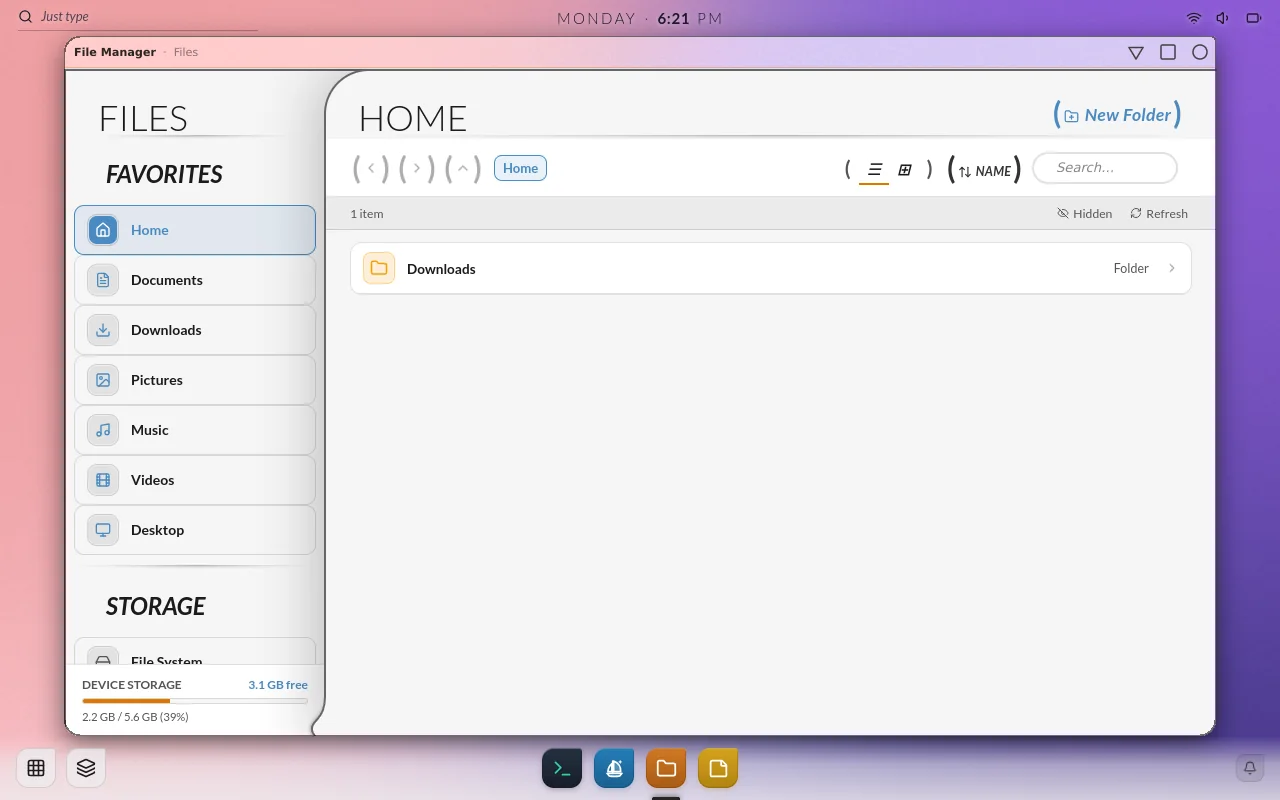 Just type
MONDAY · 6:21 PM
File Manager · Files
FILES
FAVORITES
Home
Documents
Downloads
Pictures
Music
Videos
Desktop
STORAGE
File System
DEVICE STORAGE 3.1 GB free
2.2 GB / 5.6 GB (39%)
HOME
New Folder
Home
NAME
Search...
1 item
Hidden
Refresh
Downloads
Folder